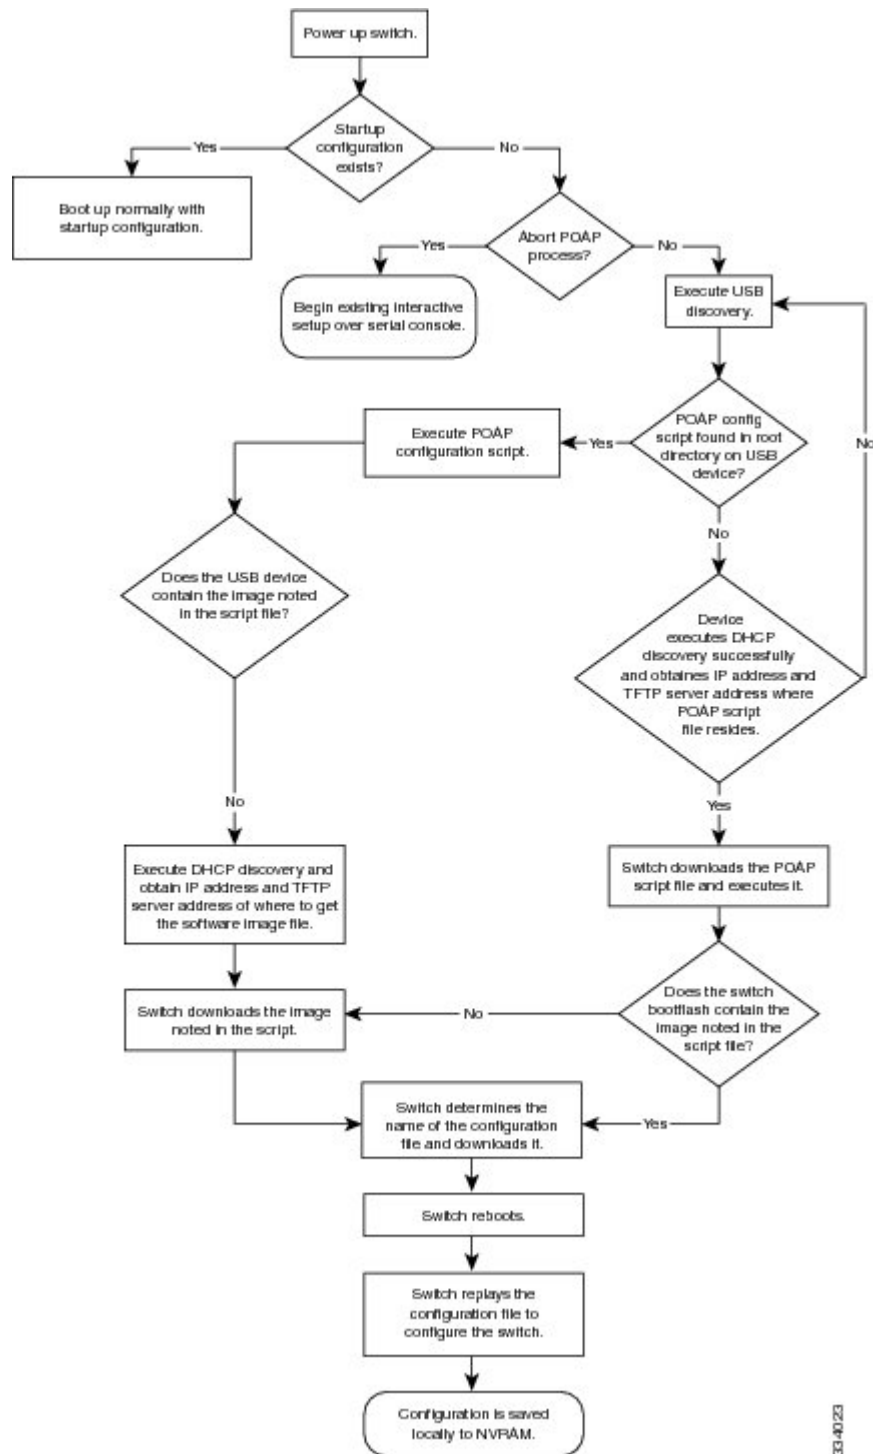 Power up switch.
Startup
configuration
exists?
Yes
No
Boot up normally with
startup configuration.
Abort POAP
process?
Yes
No
Begin existing interactive
setup over serial console.
Execute USB
discovery.
POAP config
script found in root
directory on USB
device?
Yes
No
No
Execute POAP
configuration script.
Does the USB device
contain the image noted
in the script file?
Device
executes DHCP
discovery successfully
and obtaines IP address and
TFTP server address where
POAP script
file resides.
No
Yes
Execute DHCP discovery and
obtain IP address and TFTP
server address of where to get
the software image file.
Switch downloads the POAP
script file and executes it.
Switch downloads the image
noted in the script.
No
Does the switch
bootflash contain the
image noted in the
script file?
Yes
Switch determines the
name of the configuration
file and downloads it.
Switch reboots.
Switch replays the
configuration file to
configure the switch.
Configuration is saved
locally to NVRAM.
334023